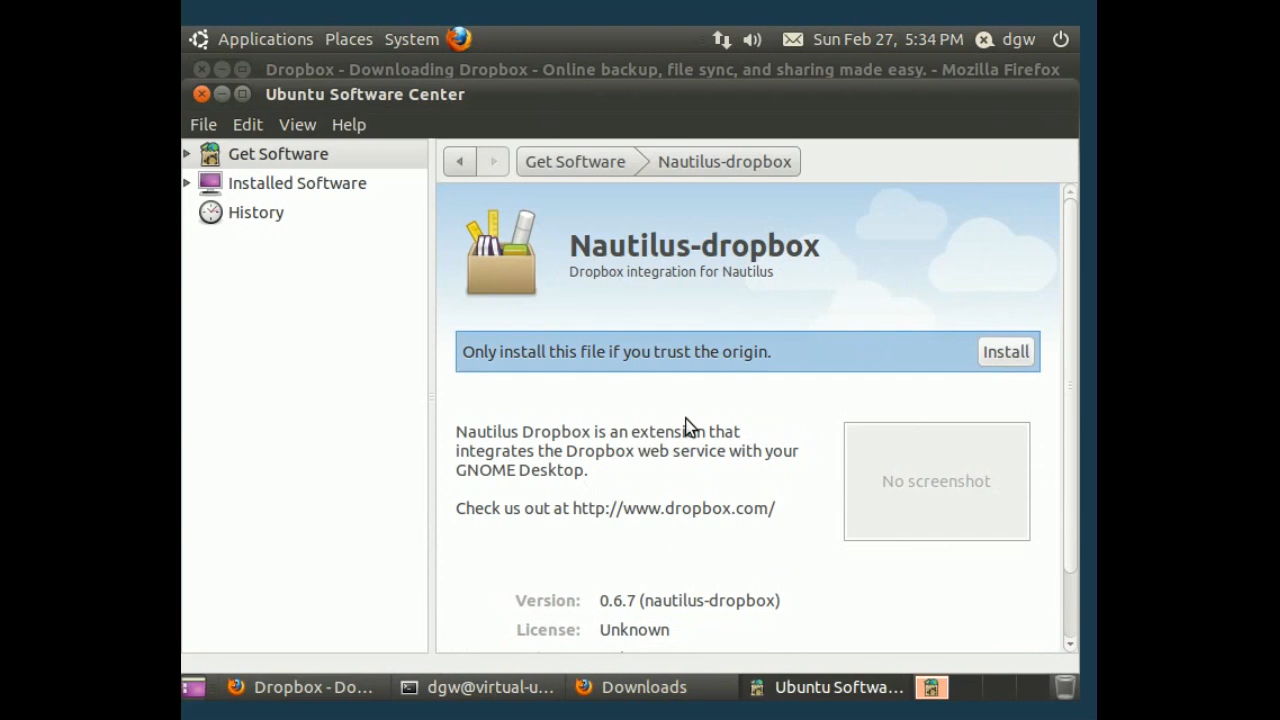 Applications Places System Sun Feb 27, 5:34 PM dgw
Dropbox - Downloading Dropbox - Online backup, file sync, and sharing made easy. - Mozilla Firefox
Ubuntu Software Center
File Edit View Help
Get Software
Installed Software
History
Get Software Nautilus-dropbox
Nautilus-dropbox
Dropbox integration for Nautilus
Only install this file if you trust the origin. Install
Nautilus Dropbox is an extension that
integrates the Dropbox web service with your
GNOME Desktop.
Check us out at http://www.dropbox.com/
No screenshot
Version: 0.6.7 (nautilus-dropbox)
License: Unknown
Dropbox - Do... dgw@virtual-u... Downloads Ubuntu Softwa...